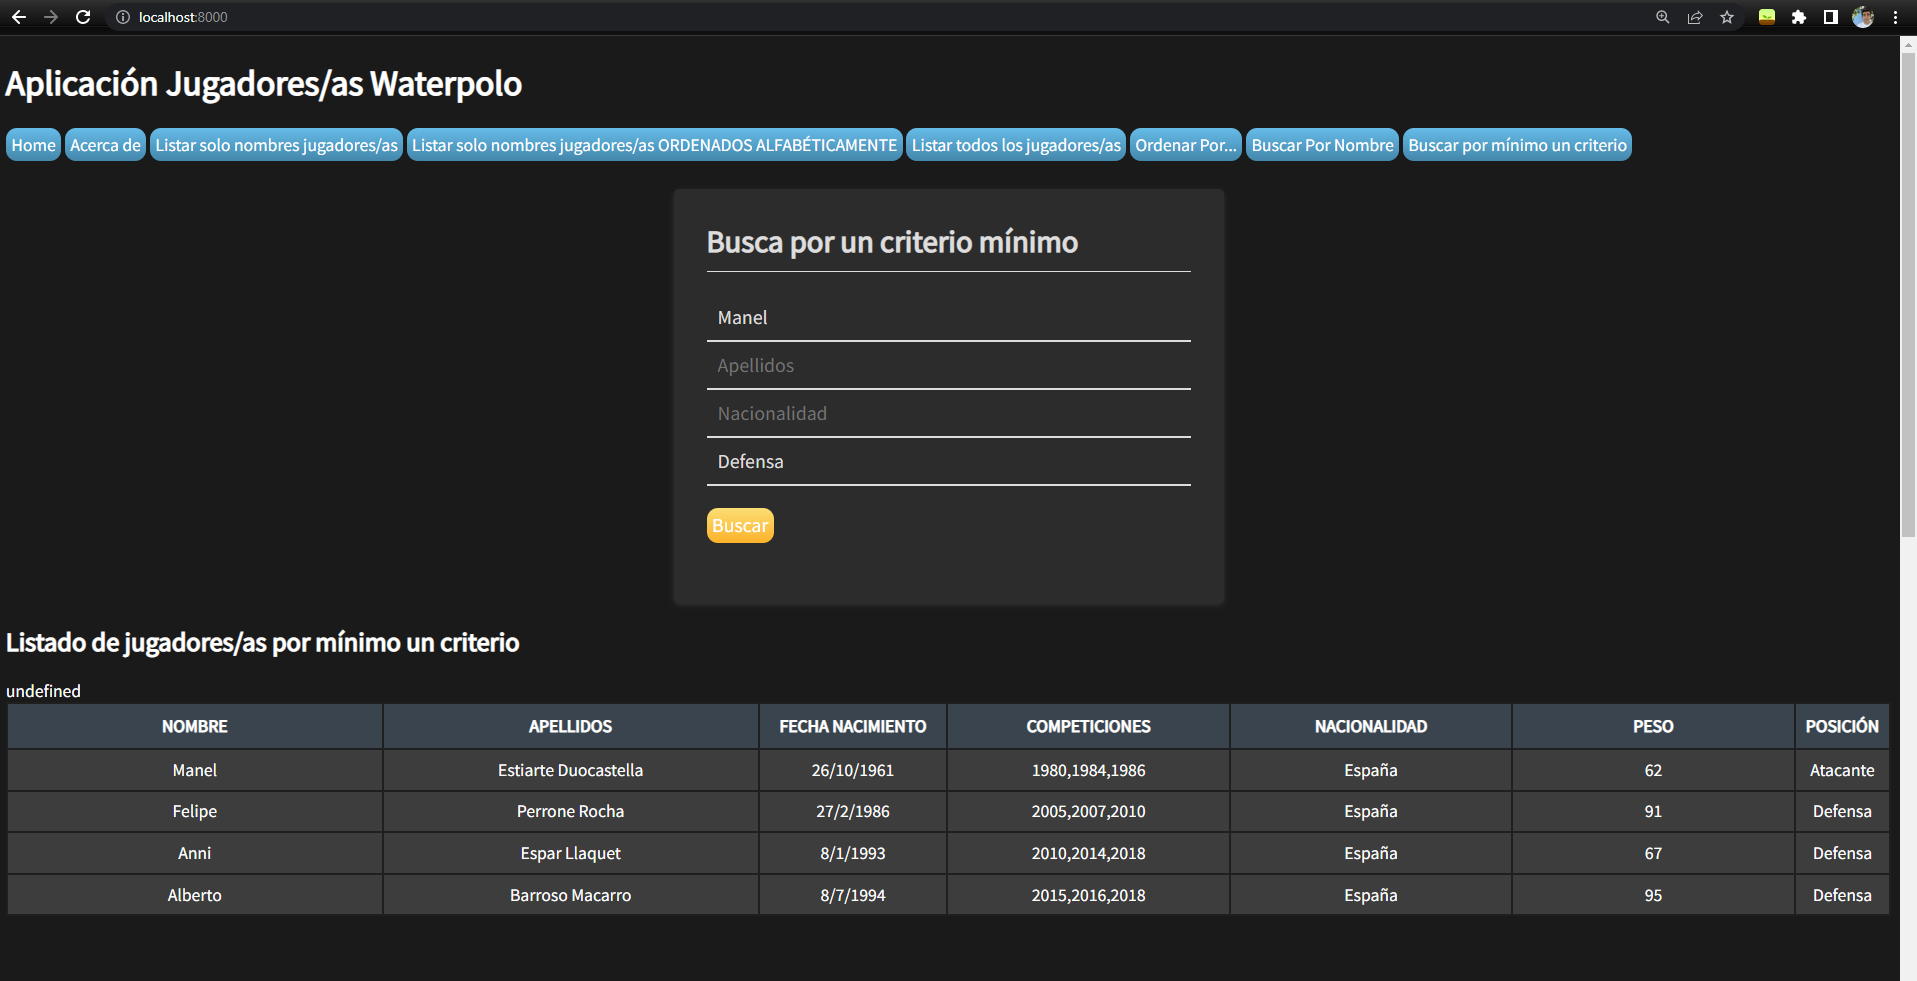 localhost:8000
Aplicación Jugadores/as Waterpolo
Home Acerca de Listar solo nombres jugadores/as Listar solo nombres jugadores/as ORDENADOS ALFABÉTICAMENTE Listar todos los jugadores/as Ordenar Por... Buscar Por Nombre Buscar por mínimo un criterio
Busca por un criterio mínimo
Manel
Apellidos
Nacionalidad
Defensa
Buscar
Listado de jugadores/as por mínimo un criterio
undefined
NOMBRE APELLIDOS FECHA NACIMIENTO COMPETICIONES NACIONALIDAD PESO POSICIÓN
Manel Estiarte Duocastella 26/10/1961 1980,1984,1986 España 62 Atacante
Felipe Perrone Rocha 27/2/1986 2005,2007,2010 España 91 Defensa
Anni Espar Llaquet 8/1/1993 2010,2014,2018 España 67 Defensa
Alberto Barroso Macarro 8/7/1994 2015,2016,2018 España 95 Defensa